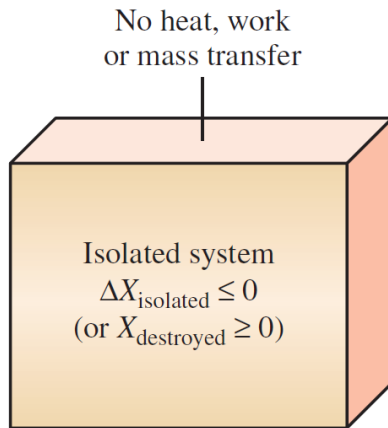 No heat, work
or mass transfer
Isolated system
ΔX_isolated ≤ 0
(or X_destroyed ≥ 0)